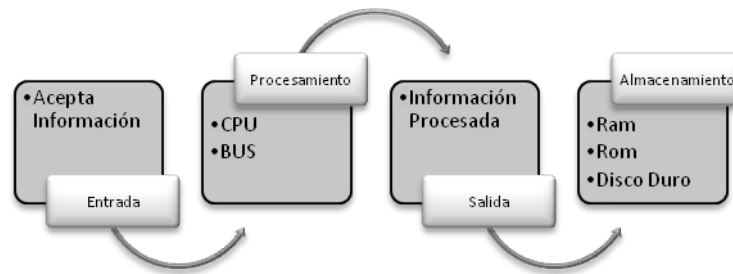 •Acepta
Información
Entrada
Procesamiento
•CPU
•BUS
•Información
Procesada
Salida
Almacenamiento
•Ram
•Rom
•Disco Duro